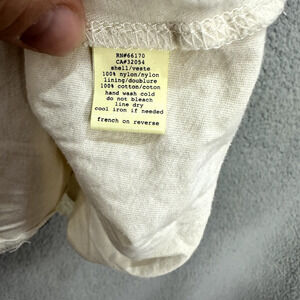 RN#66170
CA#32054
shell/veste
100% nylon/nylon
lining/doublure
100% cotton/coton
hand wash cold
do not bleach
line dry
cool iron if needed
french on reverse